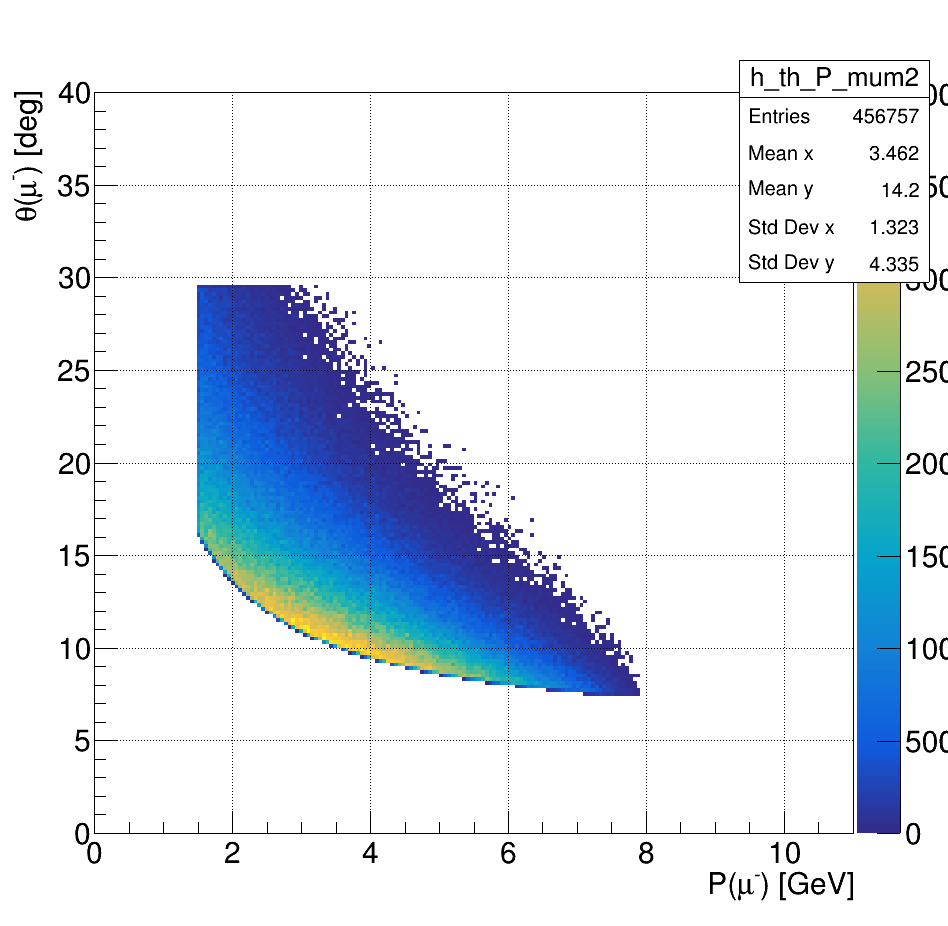 h_th_P_mum2
Entries 456757
Mean x 3.462
Mean y 14.2
Std Dev x 1.323
Std Dev y 4.335
θ(μ⁻) [deg]
40
35
30
25
20
15
10
5
0
0 2 4 6 8 10
P(μ⁻) [GeV]
250
200
150
100
500
0